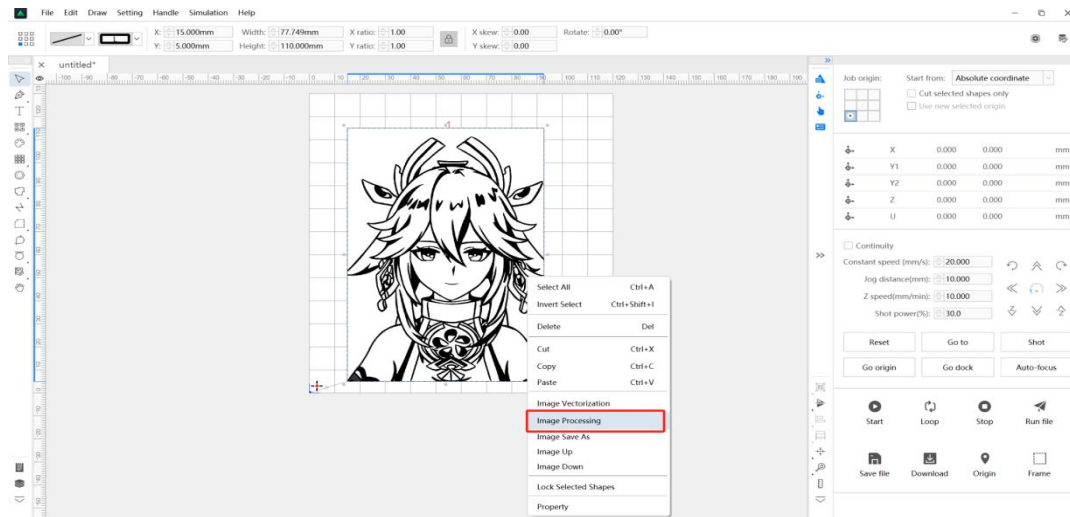 File Edit Draw Setting Handle Simulation Help
X: 15.000mm Width: 77.749mm X ratio: 1.00 X skew: 0.00 Rotate: 0.00°
Y: 5.000mm Height: 110.000mm Y ratio: 1.00 Y skew: 0.00
untitled*
Job origin: Start from: Absolute coordinate
Cut selected shapes only
Use new selected origin
X 0.000 0.000 mm
Y1 0.000 0.000 mm
Y2 0.000 0.000 mm
Z 0.000 0.000 mm
U 0.000 0.000 mm
Continuity
Constant speed (mm/s): 20.000
Jog distance(mm): 10.000
Z speed(mm/min): 10.000
Shot power(%): 30.0
Reset Go to Shot
Go origin Go dock Auto-focus
Start Loop Stop Run file
Save file Download Origin Frame
Select All Ctrl+A
Invert Select Ctrl+Shift+I
Delete Del
Cut Ctrl+X
Copy Ctrl+C
Paste Ctrl+V
Image Vectorization
Image Processing
Image Save As
Image Up
Image Down
Lock Selected Shapes
Property